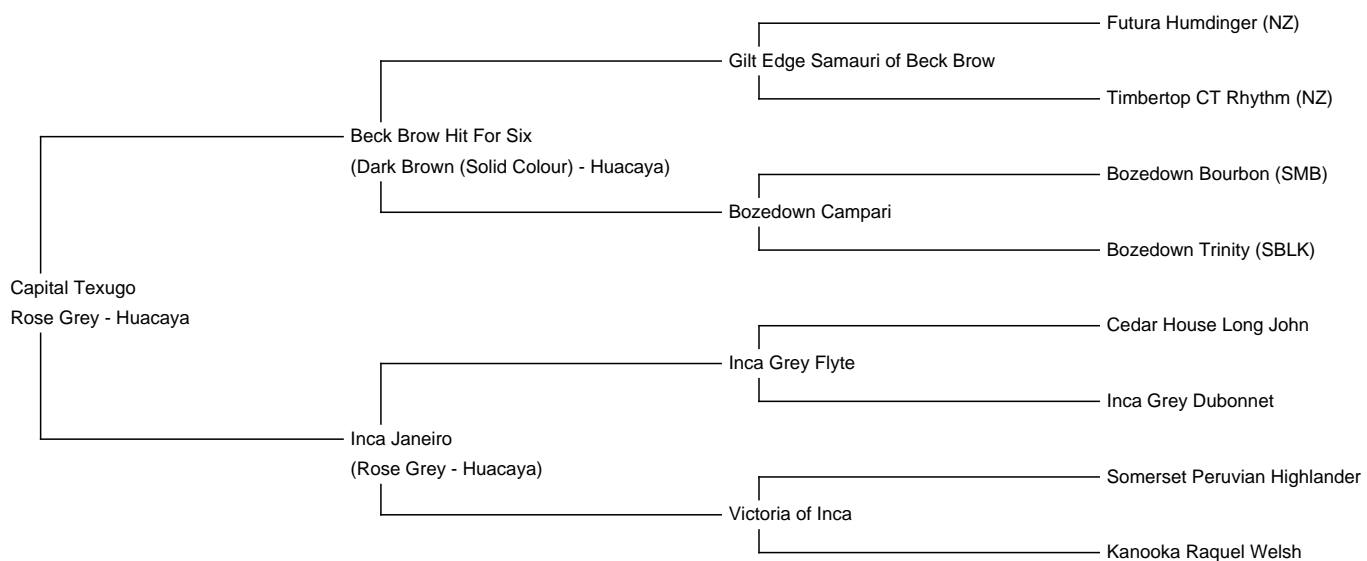 Futura Humdinger (NZ)
Gilt Edge Samauri of Beck Brow
Timbertop CT Rhythm (NZ)
Beck Brow Hit For Six
(Dark Brown (Solid Colour) - Huacaya)
Bozedown Bourbon (SMB)
Bozedown Campari
Bozedown Trinity (SBLK)
Capital Texugo
Rose Grey - Huacaya
Cedar House Long John
Inca Grey Flyte
Inca Grey Dubonnet
Inca Janeiro
(Rose Grey - Huacaya)
Somerset Peruvian Highlander
Victoria of Inca
Kanooka Raquel Welsh